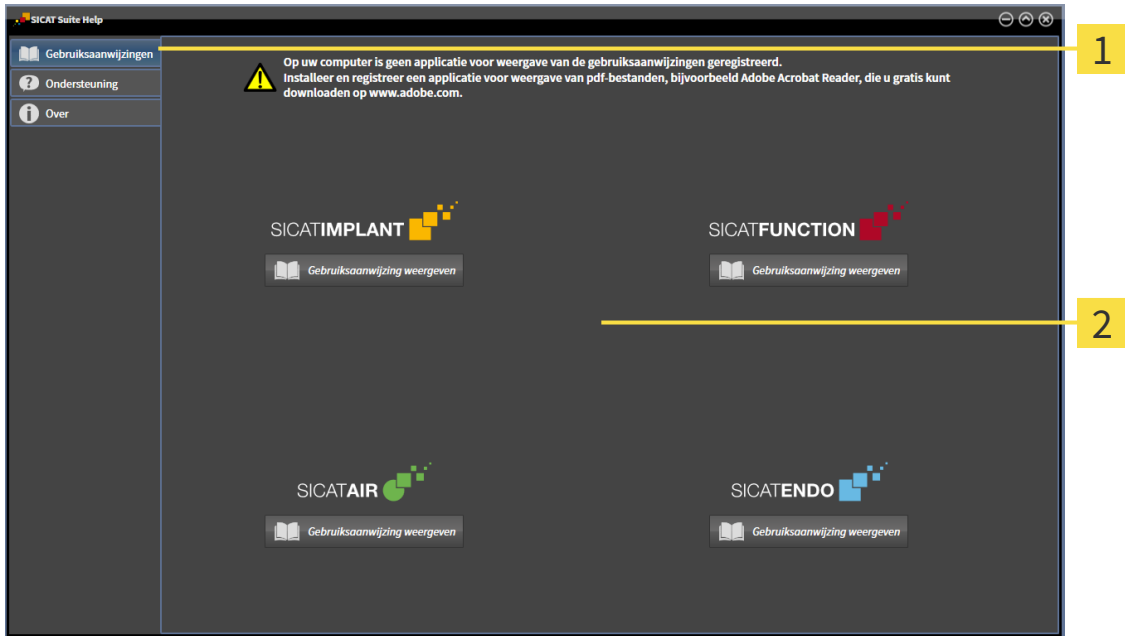 SICAT Suite Help
Gebruiksaanwijzingen
Ondersteuning
Over
Op uw computer is geen applicatie voor weergave van de gebruiksaanwijzingen geregistreerd.
Installeer en registreer een applicatie voor weergave van pdf-bestanden, bijvoorbeeld Adobe Acrobat Reader, die u gratis kunt
downloaden op www.adobe.com.
1
SICATIMPLANT
Gebruiksaanwijzing weergeven
SICATFUNCTION
Gebruiksaanwijzing weergeven
2
SICATAIR
Gebruiksaanwijzing weergeven
SICATENDO
Gebruiksaanwijzing weergeven